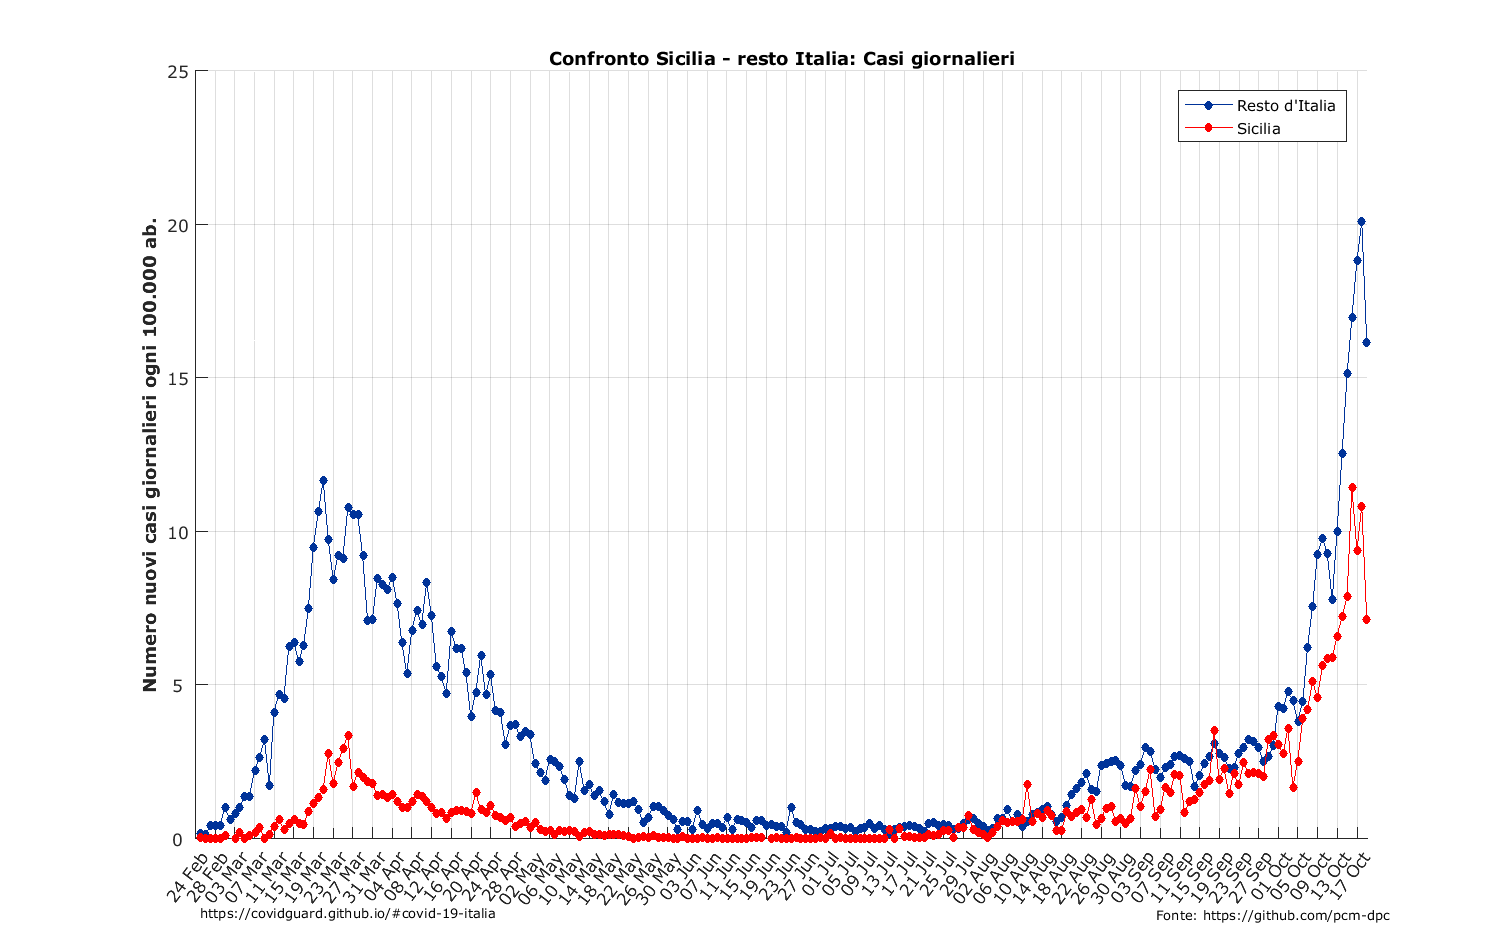 Confronto Sicilia - resto Italia: Casi giornalieri
25
20
15
10
5
0
Numero nuovi casi giornalieri ogni 100.000 ab.
Resto d'Italia
Sicilia
24 Feb
28 Feb
03 Mar
07 Mar
11 Mar
15 Mar
19 Mar
23 Mar
27 Mar
31 Mar
04 Apr
08 Apr
12 Apr
16 Apr
20 Apr
24 Apr
28 Apr
02 May
06 May
10 May
14 May
18 May
22 May
26 May
30 May
03 Jun
07 Jun
11 Jun
15 Jun
19 Jun
23 Jun
27 Jun
01 Jul
05 Jul
09 Jul
13 Jul
17 Jul
21 Jul
25 Jul
29 Jul
02 Aug
06 Aug
10 Aug
14 Aug
18 Aug
22 Aug
26 Aug
30 Aug
03 Sep
07 Sep
11 Sep
15 Sep
19 Sep
23 Sep
27 Sep
01 Oct
05 Oct
09 Oct
13 Oct
17 Oct
https://covidguard.github.io/#covid-19-italia
Fonte: https://github.com/pcm-dpc